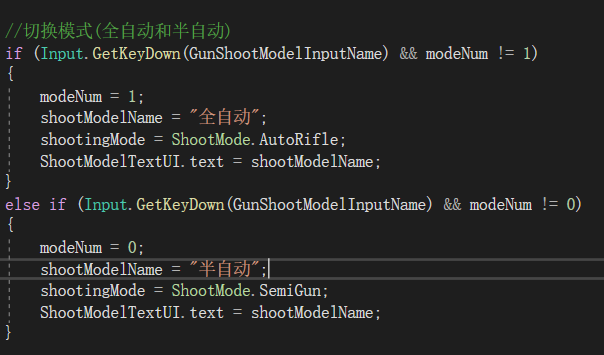 //切换模式(全自动和半自动)
if (Input.GetKeyDown(GunShootModelInputName) && modeNum != 1)
{
modeNum = 1;
shootModelName = "全自动";
shootingMode = ShootMode.AutoRifle;
ShootModelTextUI.text = shootModelName;
}
else if (Input.GetKeyDown(GunShootModelInputName) && modeNum != 0)
{
modeNum = 0;
shootModelName = "半自动";
shootingMode = ShootMode.SemiGun;
ShootModelTextUI.text = shootModelName;
}